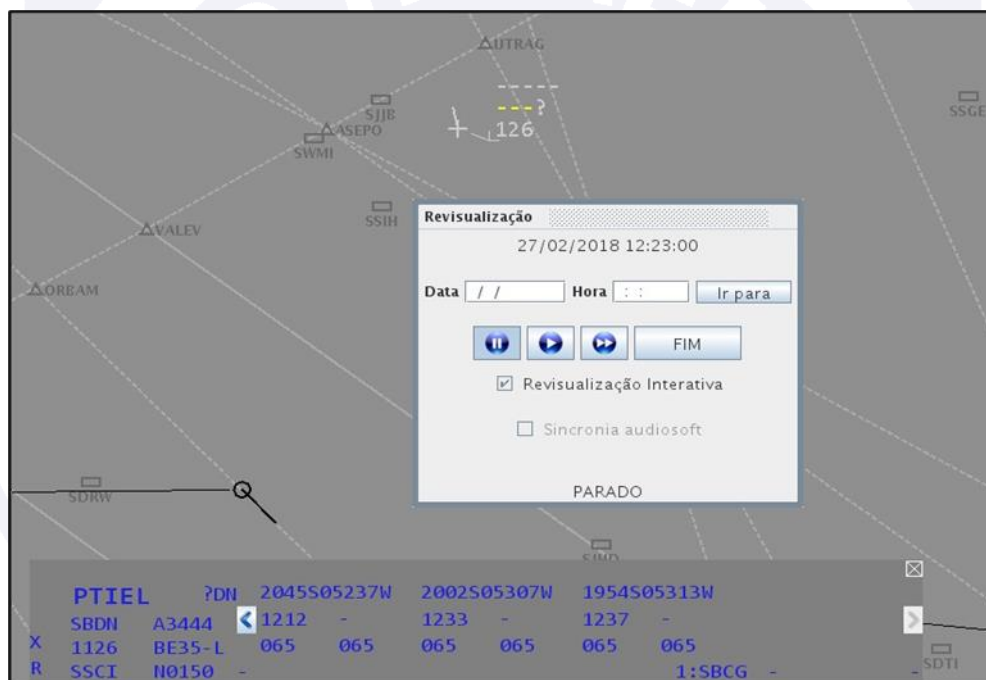 UTRAG
?
SJJB
126
ASEPO
SWMI
SSGE
SSIH
VALEV
ORBAM
Revisualização
27/02/2018 12:23:00
Data / / Hora : : Ir para
FIM
Revisualização Interativa
Sincronia audiosoft
PARADO
SDRW
PTIEL ?DN 2045S05237W 2002S05307W 1954S05313W
SBDN A3444 1212 - 1233 - 1237 -
X 1126 BE35-L 065 065 065 065 065 065
R SSCI N0150 - 1:SBCG - -
SDTI